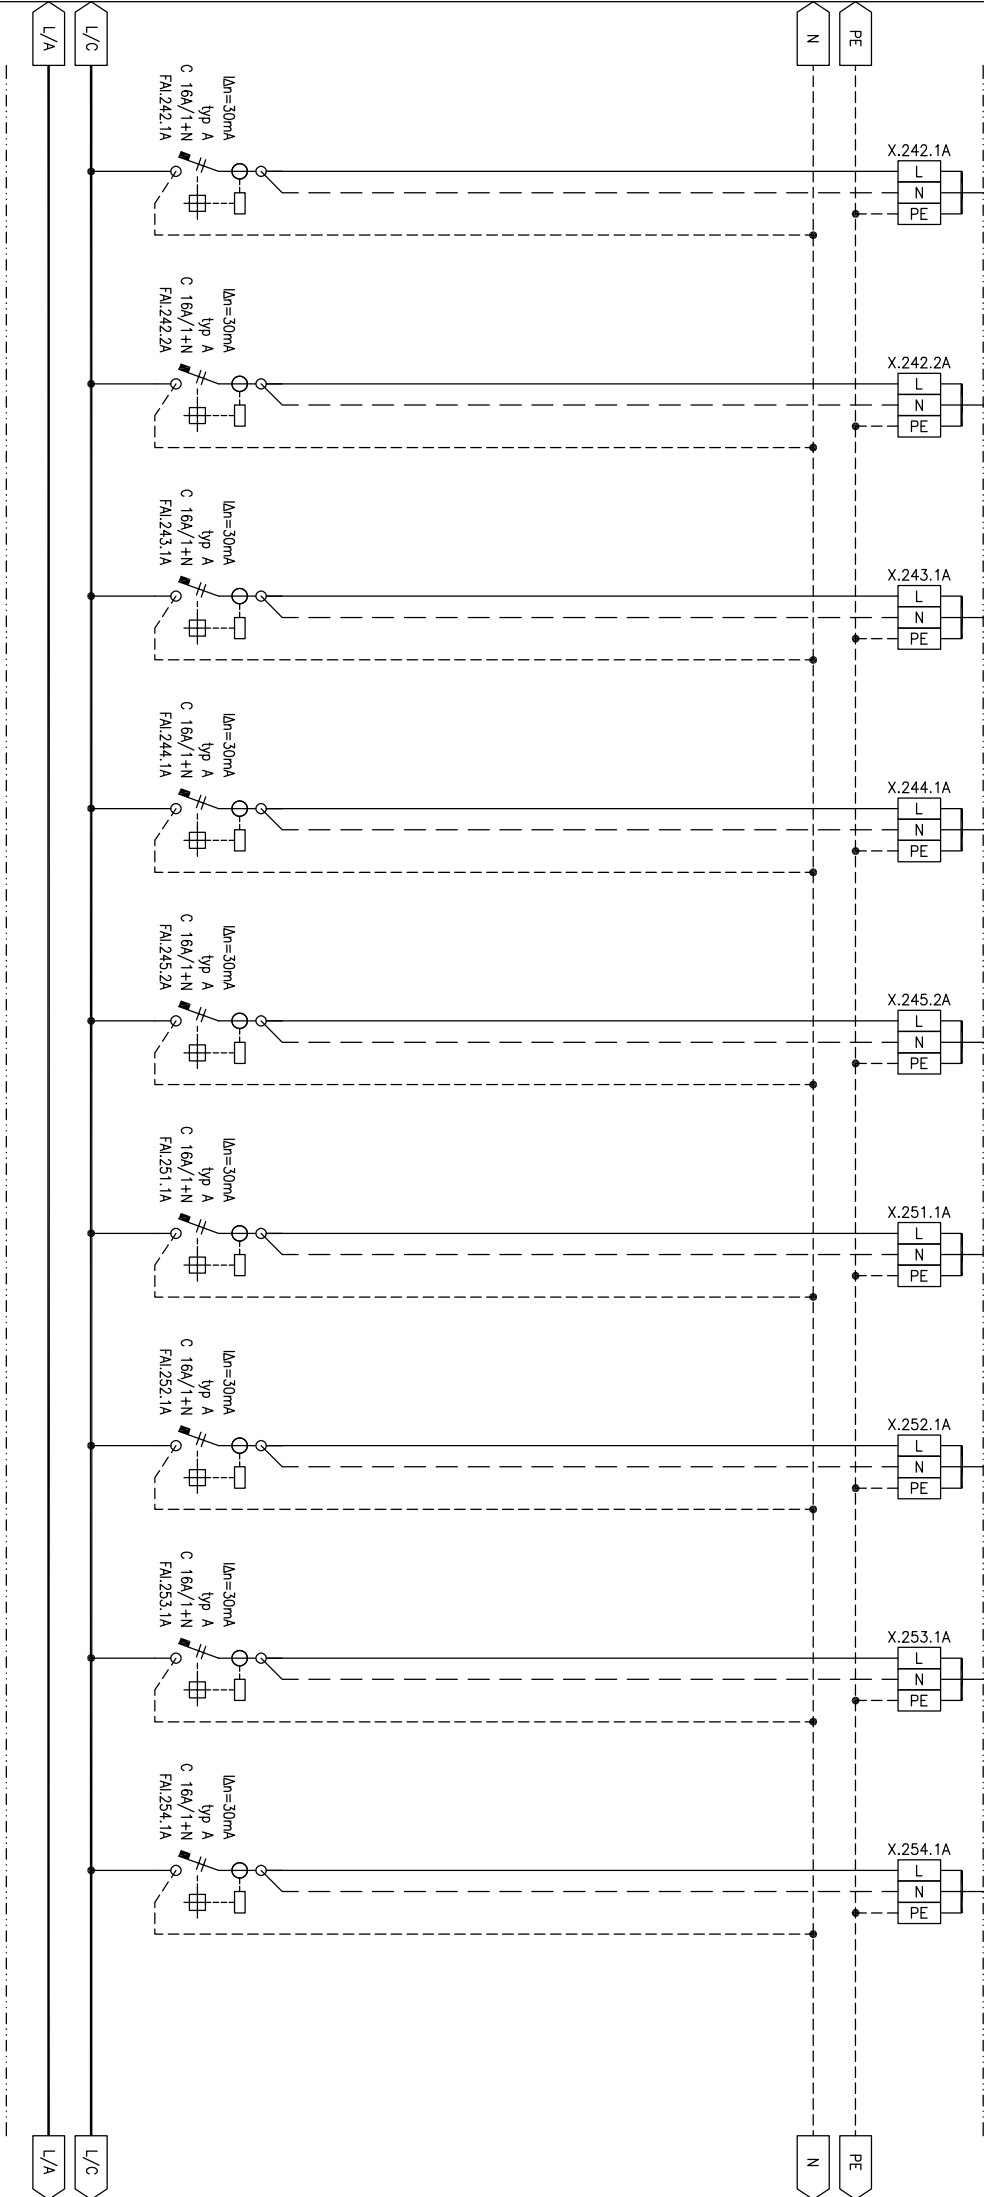 L/A
L/C
N
PE
IΔn=30mA
typ A
C 16A/1+N
FAI.242.1A
X.242.1A
L
N
PE
IΔn=30mA
typ A
C 16A/1+N
FAI.242.2A
X.242.2A
L
N
PE
IΔn=30mA
typ A
C 16A/1+N
FAI.243.1A
X.243.1A
L
N
PE
IΔn=30mA
typ A
C 16A/1+N
FAI.244.1A
X.244.1A
L
N
PE
IΔn=30mA
typ A
C 16A/1+N
FAI.245.2A
X.245.2A
L
N
PE
IΔn=30mA
typ A
C 16A/1+N
FAI.251.1A
X.251.1A
L
N
PE
IΔn=30mA
typ A
C 16A/1+N
FAI.252.1A
X.252.1A
L
N
PE
IΔn=30mA
typ A
C 16A/1+N
FAI.253.1A
X.253.1A
L
N
PE
IΔn=30mA
typ A
C 16A/1+N
FAI.254.1A
X.254.1A
L
N
PE
L/A
L/C
N
PE